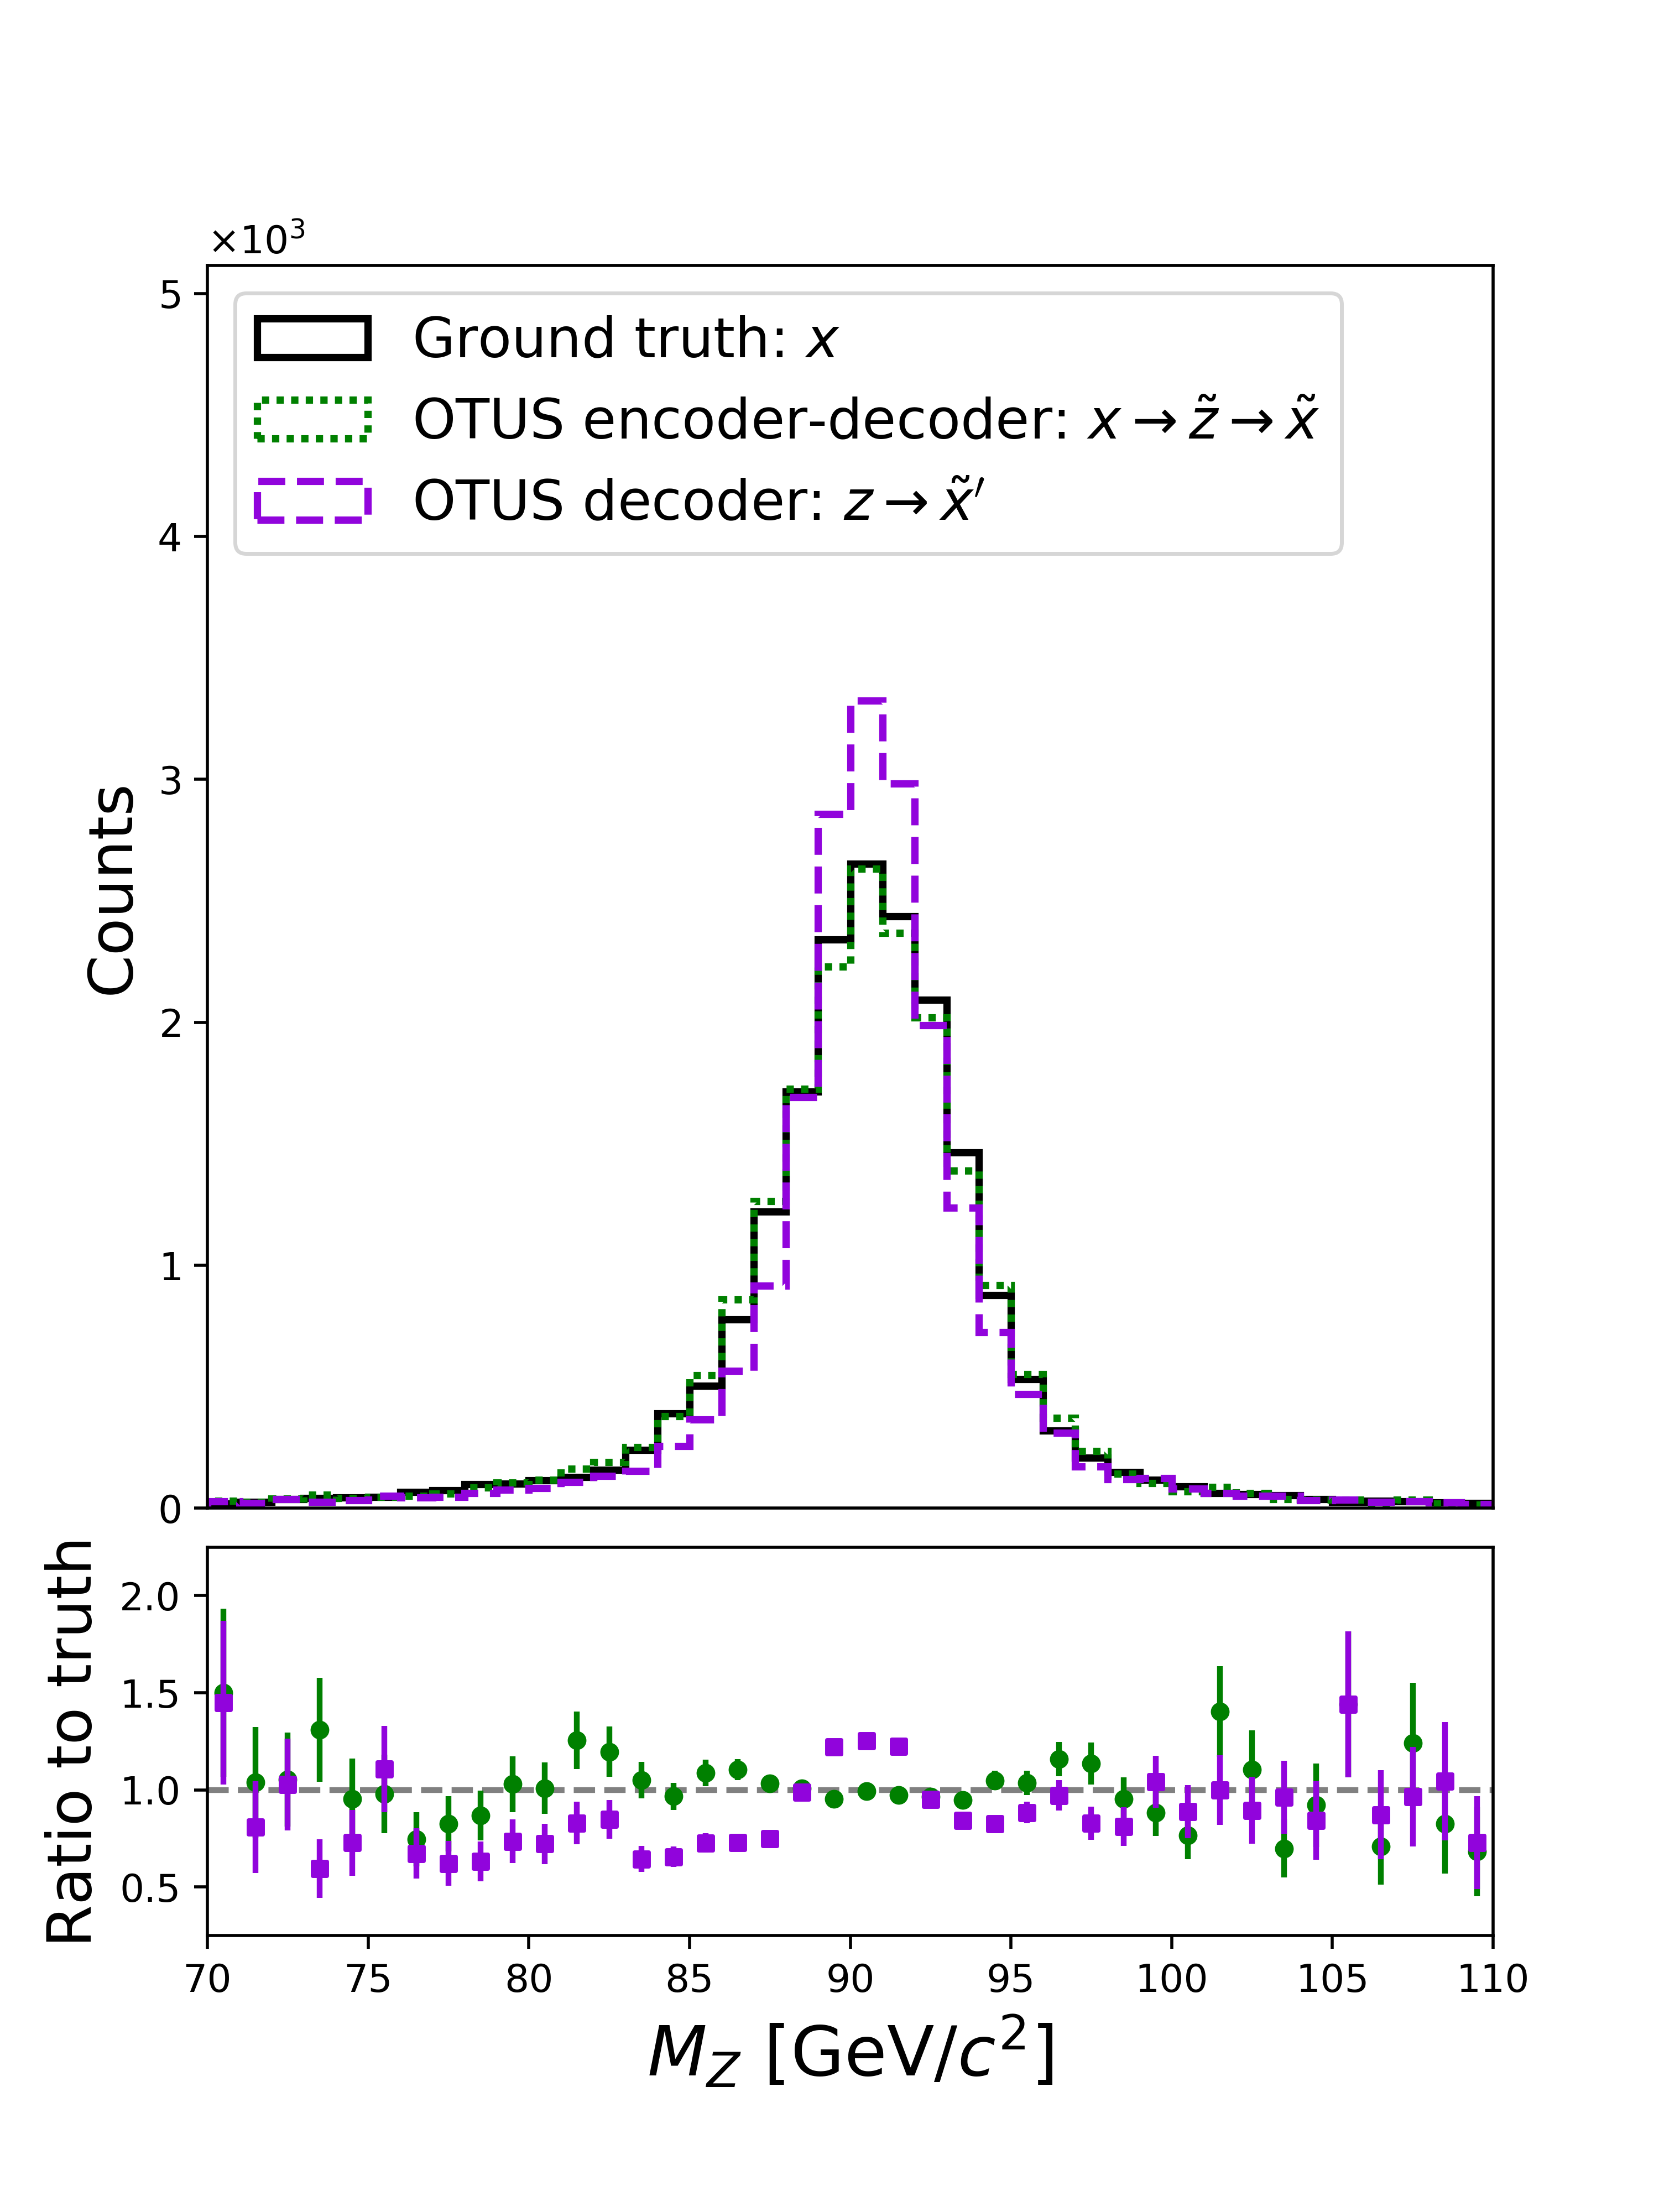 ×10³
5
Ground truth: x
OTUS encoder-decoder: x → z̃ → x̃
OTUS decoder: z → x̃′
4
3
2
1
0
Counts
2.0
1.5
1.0
0.5
Ratio to truth
70 75 80 85 90 95 100 105 110
M_Z [GeV/c²]